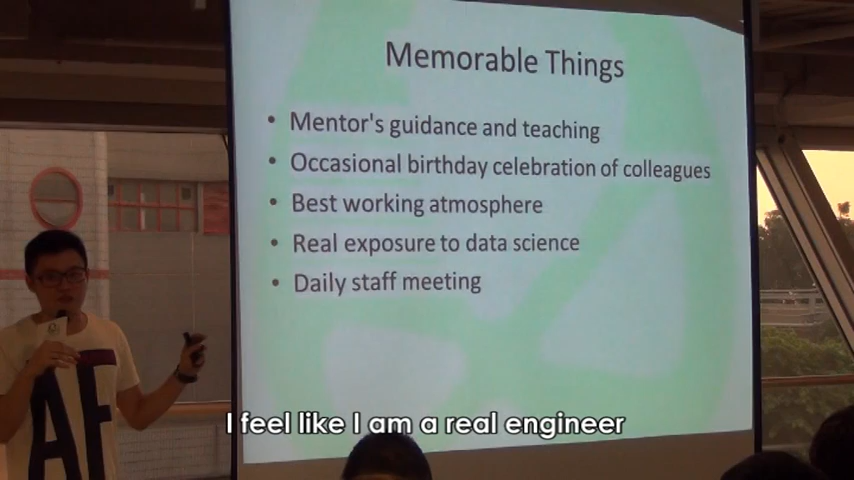 Memorable Things
• Mentor's guidance and teaching
• Occasional birthday celebration of colleagues
• Best working atmosphere
• Real exposure to data science
• Daily staff meeting
AF
I feel like I am a real engineer